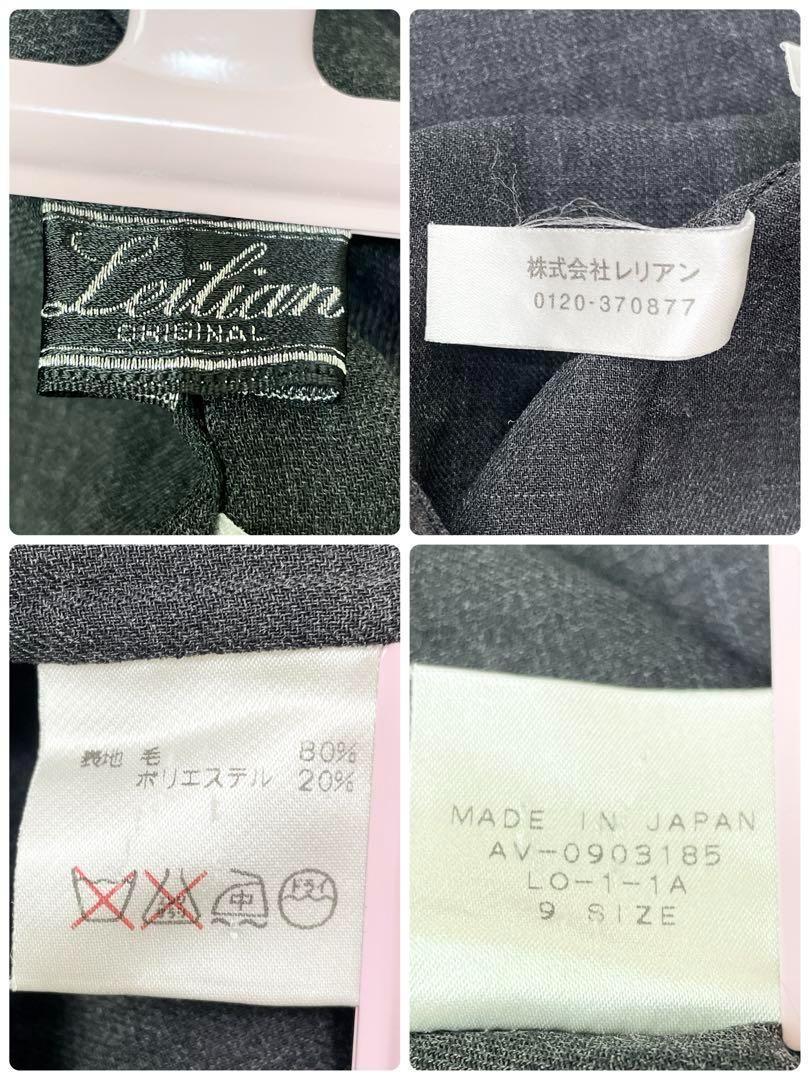 Leilian
ORIGINAL
株式会社レリアン
0120-370877
表地 毛 80%
ポリエステル 20%
中
ドライ
MADE IN JAPAN
AV-0903185
LO-1-1A
9 SIZE